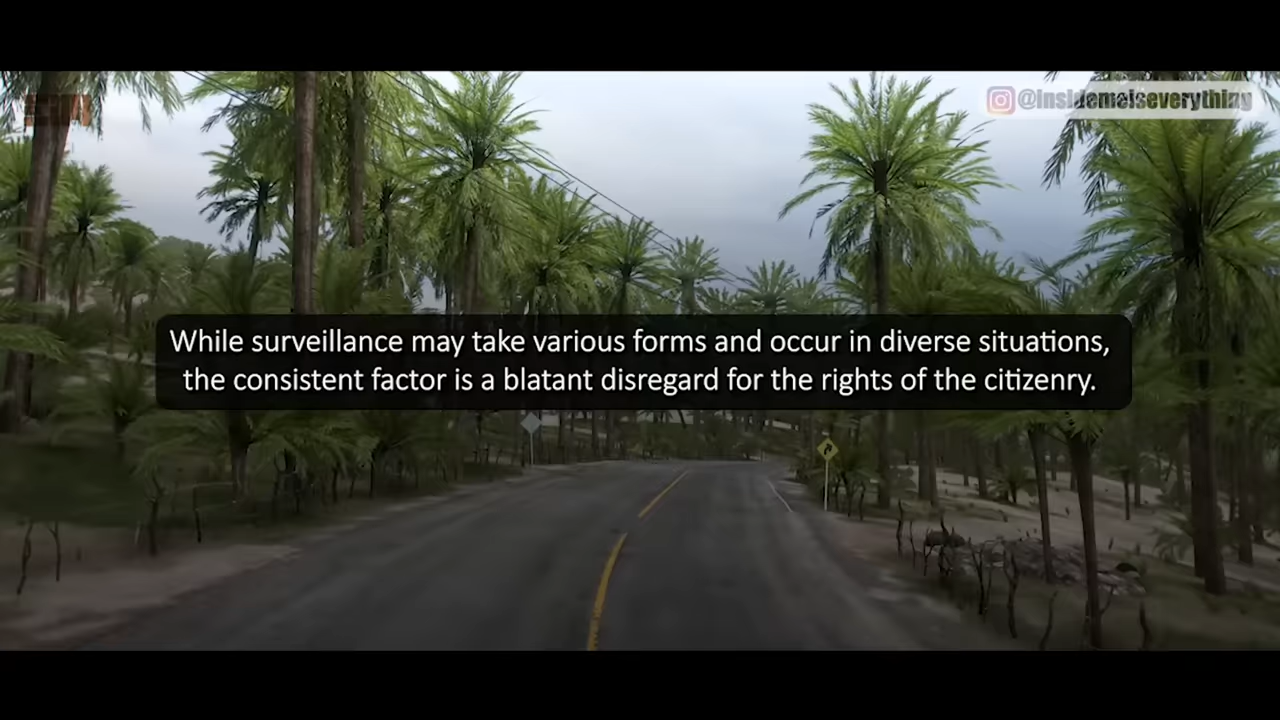 @insidemeiseverything
While surveillance may take various forms and occur in diverse situations,
the consistent factor is a blatant disregard for the rights of the citizenry.